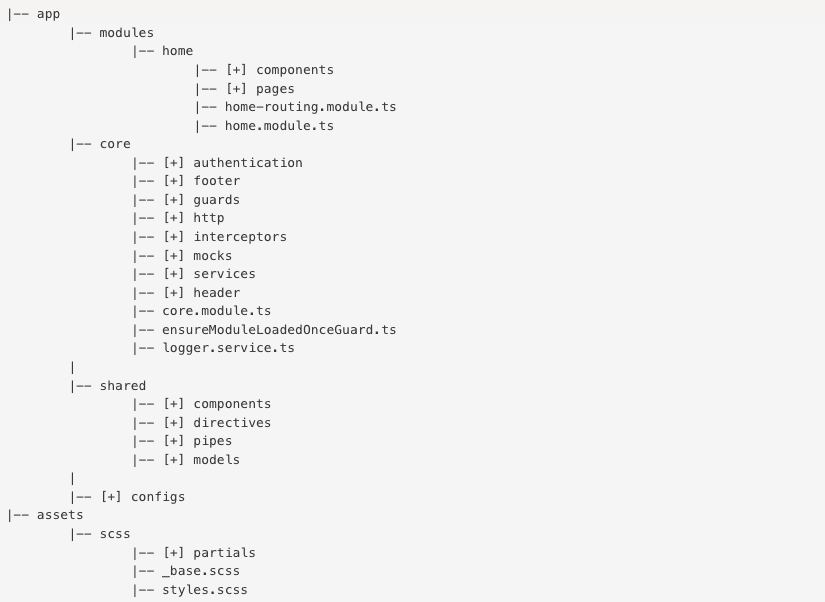 |-- app
        |-- modules
                |-- home
                        |-- [+] components
                        |-- [+] pages
                        |-- home-routing.module.ts
                        |-- home.module.ts
        |-- core
                |-- [+] authentication
                |-- [+] footer
                |-- [+] guards
                |-- [+] http
                |-- [+] interceptors
                |-- [+] mocks
                |-- [+] services
                |-- [+] header
                |-- core.module.ts
                |-- ensureModuleLoadedOnceGuard.ts
                |-- logger.service.ts
        |
        |-- shared
                |-- [+] components
                |-- [+] directives
                |-- [+] pipes
                |-- [+] models
        |
        |-- [+] configs
|-- assets
        |-- scss
                |-- [+] partials
                |-- _base.scss
                |-- styles.scss